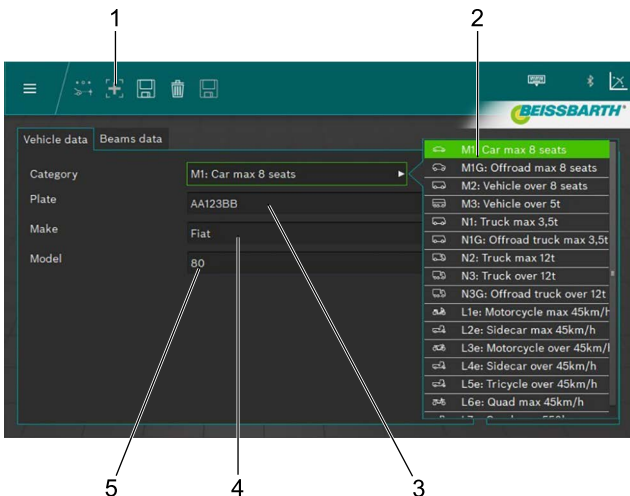 1
2
BEISSBARTH
Vehicle data
Beams data
Category
M1: Car max 8 seats
Plate
AA123BB
Make
Fiat
Model
80
M1: Car max 8 seats
M1G: Offroad max 8 seats
M2: Vehicle over 8 seats
M3: Vehicle over 5t
N1: Truck max 3,5t
N1G: Offroad truck max 3,5t
N2: Truck max 12t
N3: Truck over 12t
N3G: Offroad truck over 12t
L1e: Motorcycle max 45km/h
L2e: Sidecar max 45km/h
L3e: Motorcycle over 45km/
L4e: Sidecar over 45km/h
L5e: Tricycle over 45km/h
L6e: Quad max 45km/h
5
4
3